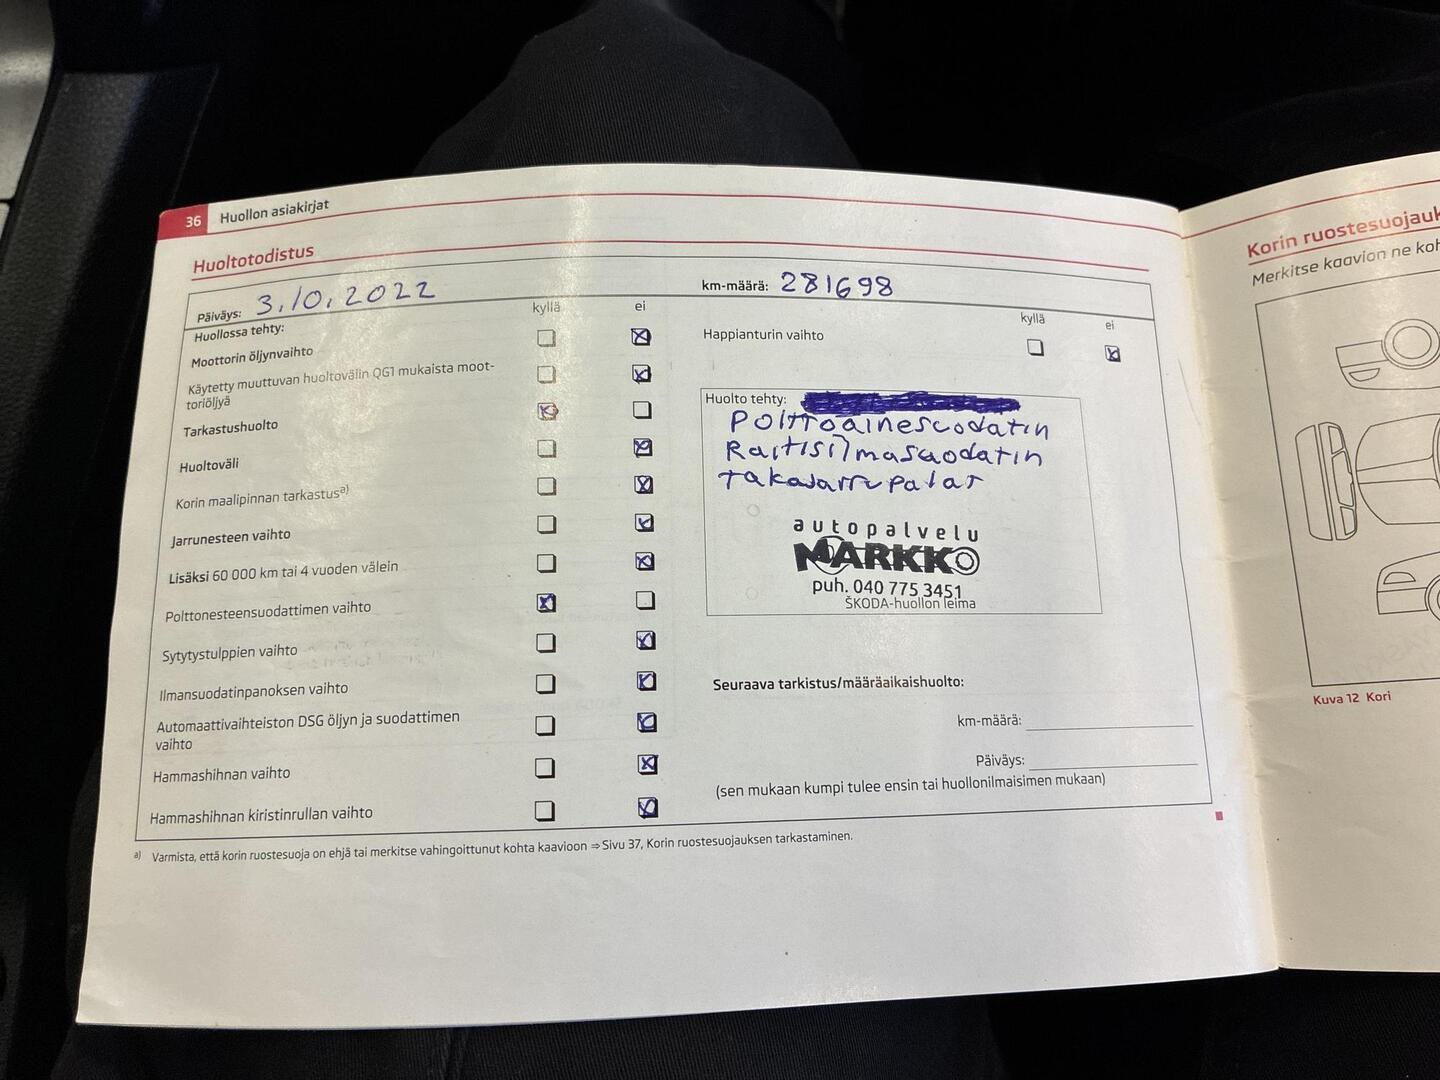 36 Huollon asiakirjat
Huoltotodistus
Päiväys: 3.10.2022
km-määrä: 281698
Huollossa tehty:
kyllä ei
Moottorin öljynvaihto
Käytetty muuttuvan huoltovälin QG1 mukaista moot-
toriöljyä
Tarkastushuolto
Huoltoväli
Korin maalipinnan tarkastusa)
Jarrunesteen vaihto
Lisäksi 60 000 km tai 4 vuoden välein
Polttonesteensuodattimen vaihto
Sytytystulppien vaihto
Ilmansuodatinpanoksen vaihto
Automaattivaihteiston DSG öljyn ja suodattimen
vaihto
Hammashihnan vaihto
Hammashihnan kiristinrullan vaihto
kyllä ei
Happianturin vaihto
Huolto tehty:
Polttoainesuodatin
Raitisilmasuodatin
takajarrupalat
autopalvelu
MARKKO
puh. 040 775 3451
ŠKODA-huollon leima
Seuraava tarkistus/määräaikaishuolto:
km-määrä:
Päiväys:
(sen mukaan kumpi tulee ensin tai huollonilmaisimen mukaan)
a) Varmista, että korin ruostesuoja on ehjä tai merkitse vahingoittunut kohta kaavioon ⇒ Sivu 37, Korin ruostesuojauksen tarkastaminen.
Korin ruostesuojauk
Merkitse kaavion ne koh
Kuva 12 Kori